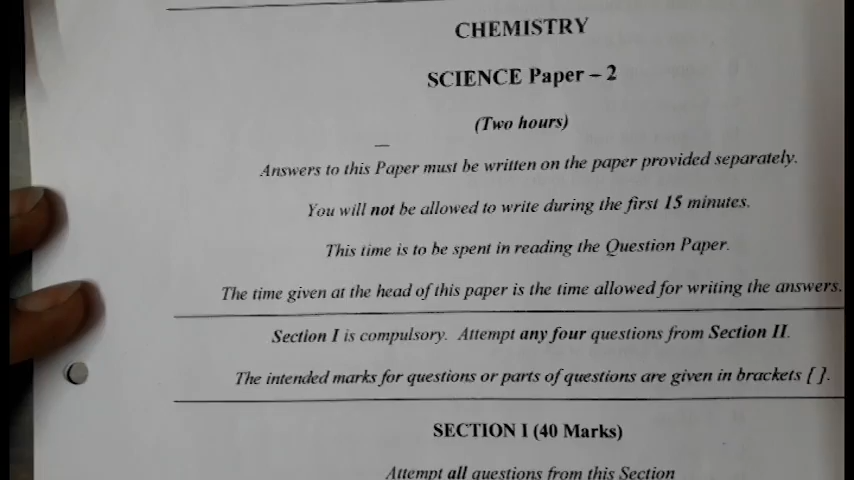 CHEMISTRY
SCIENCE Paper – 2
(Two hours)
Answers to this Paper must be written on the paper provided separately.
You will not be allowed to write during the first 15 minutes.
This time is to be spent in reading the Question Paper.
The time given at the head of this paper is the time allowed for writing the answers.
Section I is compulsory. Attempt any four questions from Section II.
The intended marks for questions or parts of questions are given in brackets [ ].
SECTION I (40 Marks)
Attempt all questions from this Section